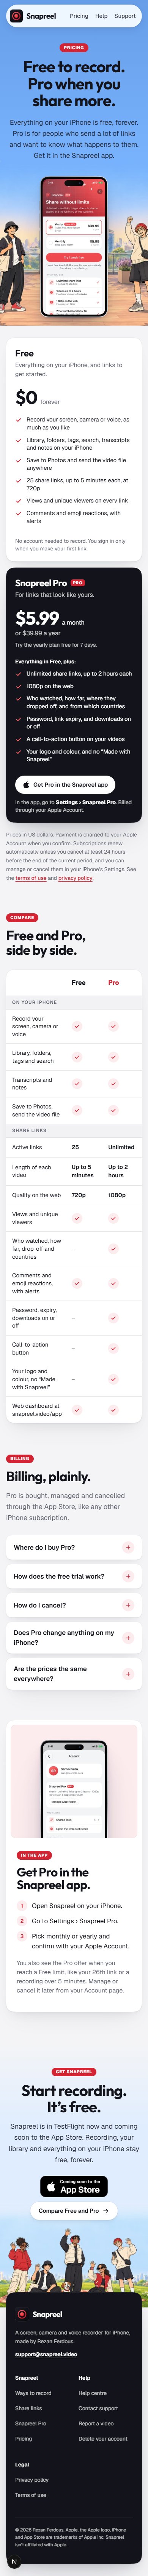 Snapreel
Pricing Help Support
PRICING
Free to record.
Pro when you
share more.
Everything on your iPhone is free, forever.
Pro is for people who send a lot of links
and want to know what happens to them.
Get it in the Snapreel app.
Share without limits
Free
Everything on your iPhone, and links to
get started.
$0 forever
Record your screen, camera or voice, as
much as you like
Library, folders, tags, search, transcripts
and notes on your iPhone
Save to Photos and send the video file
anywhere
25 share links, up to 5 minutes each, at
720p
Views and unique viewers on every link
Comments and emoji reactions, with
alerts
No account needed to record. You sign in only
when you make your first link.
Snapreel Pro PRO
For links that look like yours.
$5.99 a month
or $39.99 a year
Try the yearly plan free for 7 days.
Everything in Free, plus:
Unlimited share links, up to 2 hours each
1080p on the web
Who watched, how far, where they
dropped off, and from which countries
Password, link expiry, and downloads on
or off
A call-to-action button on your videos
Your logo and colour, and no "Made with
Snapreel"
Get Pro in the Snapreel app
In the app, go to Settings › Snapreel Pro. Billed
through your Apple Account.
Prices in US dollars. Payment is charged to your Apple
Account when you confirm. Subscriptions renew
automatically unless you cancel at least 24 hours
before the end of the current period, and you can
manage or cancel them in your iPhone's Settings. See
the terms of use and privacy policy.
COMPARE
Free and Pro,
side by side.
Free Pro
ON YOUR IPHONE
Record your
screen, camera or
voice
Library, folders,
tags and search
Transcripts and
notes
Save to Photos,
send the video file
SHARE LINKS
Active links 25 Unlimited
Length of each
video
Up to 5
minutes
Up to 2
hours
Quality on the web 720p 1080p
Views and unique
viewers
Who watched, how
far, drop-off and
countries
–
Comments and
emoji reactions,
with alerts
Password, expiry,
downloads on or
off
–
Call-to-action
button
–
Your logo and
colour, no "Made
with Snapreel"
–
Web dashboard at
snapreel.video/app
BILLING
Billing, plainly.
Pro is bought, managed and cancelled
through the App Store, like any other
iPhone subscription.
Where do I buy Pro? +
How does the free trial work? +
How do I cancel? +
Does Pro change anything on my
iPhone? +
Are the prices the same
everywhere? +
Account
IN THE APP
Get Pro in the
Snapreel app.
1 Open Snapreel on your iPhone.
2 Go to Settings › Snapreel Pro.
3 Pick monthly or yearly and
confirm with your Apple Account.
You also see the Pro offer when you
reach a Free limit, like your 26th link or a
recording over 5 minutes. Manage or
cancel it later from your Account page.
GET SNAPREEL
Start recording.
It's free.
Snapreel is in TestFlight now and coming
soon to the App Store. Recording, your
library and everything on your iPhone stay
free, forever.
Coming soon to the
App Store
Compare Free and Pro →
Snapreel
A screen, camera and voice recorder for iPhone,
made by Rezan Ferdous.
support@snapreel.video
Snapreel
Help
Ways to record
Help centre
Share links
Contact support
Snapreel Pro
Report a video
Pricing
Delete your account
Legal
Privacy policy
Terms of use
© 2026 Rezan Ferdous. Apple, the Apple logo, iPhone
and App Store are trademarks of Apple Inc. Snapreel
isn't affiliated with Apple.
N